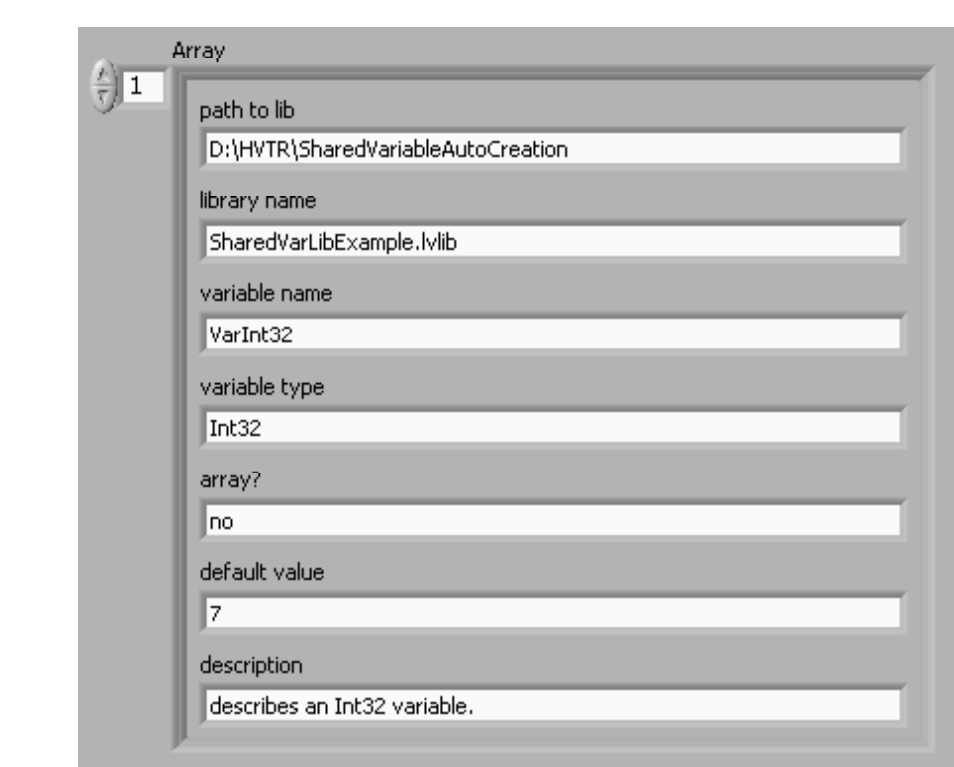 Array
1
path to lib
D:\HVTR\SharedVariableAutoCreation
library name
SharedVarLibExample.lvlib
variable name
VarInt32
variable type
Int32
array?
no
default value
7
description
describes an Int32 variable.